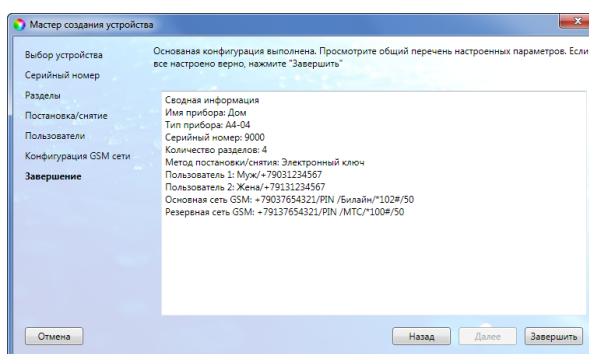 Мастер создания устройства
Выбор устройства
Серийный номер
Разделы
Постановка/снятие
Пользователи
Конфигурация GSM сети
Завершение
Основаная конфигурация выполнена. Просмотрите общий перечень настроенных параметров. Если
все настроено верно, нажмите "Завершить"
Сводная информация
Имя прибора: Дом
Тип прибора: А4-04
Серийный номер: 9000
Количество разделов: 4
Метод постановки/снятия: Электронный ключ
Пользователь 1: Муж/+79031234567
Пользователь 2: Жена/+79131234567
Основная сеть GSM: +79037654321/PIN /Билайн/*102#/50
Резервная сеть GSM: +79137654321/PIN /МТС/*100#/50
Отмена
Назад
Далее
Завершить